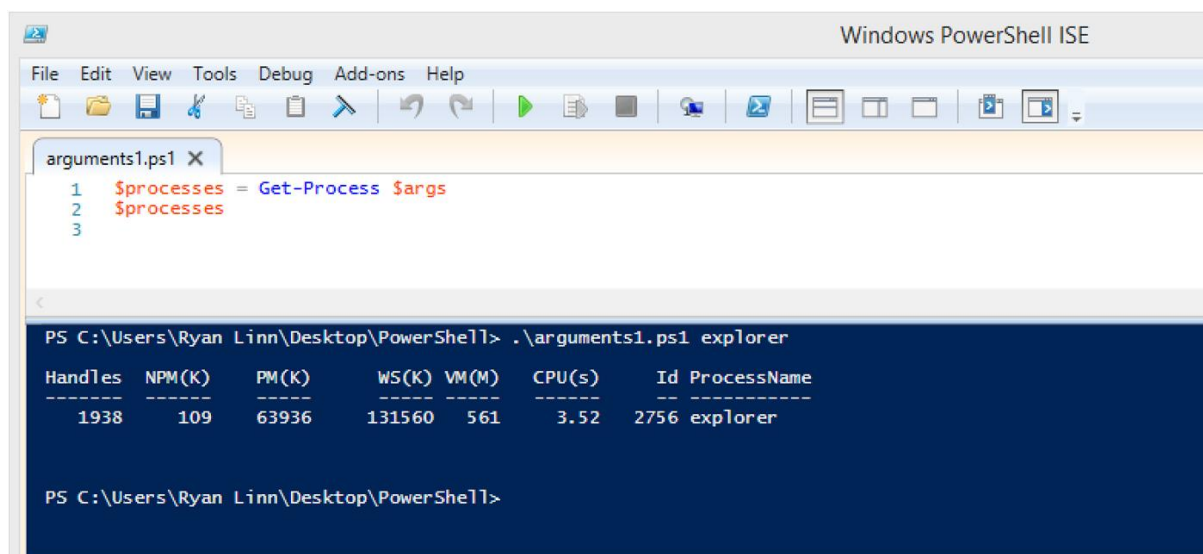 Windows PowerShell ISE
File Edit View Tools Debug Add-ons Help
arguments1.ps1
1 $processes = Get-Process $args
2 $processes
3
PS C:\Users\Ryan Linn\Desktop\PowerShell> .\arguments1.ps1 explorer
Handles NPM(K) PM(K) WS(K) VM(M) CPU(s) Id ProcessName
------- ------ ----- ----- ----- ------ -- -----------
1938 109 63936 131560 561 3.52 2756 explorer
PS C:\Users\Ryan Linn\Desktop\PowerShell>